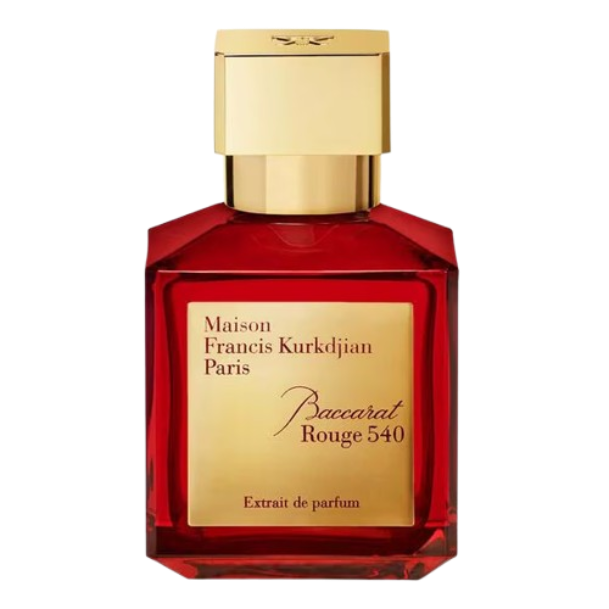 Maison
Francis Kurkdjian
Paris
Baccarat
Rouge 540
Extrait de parfum